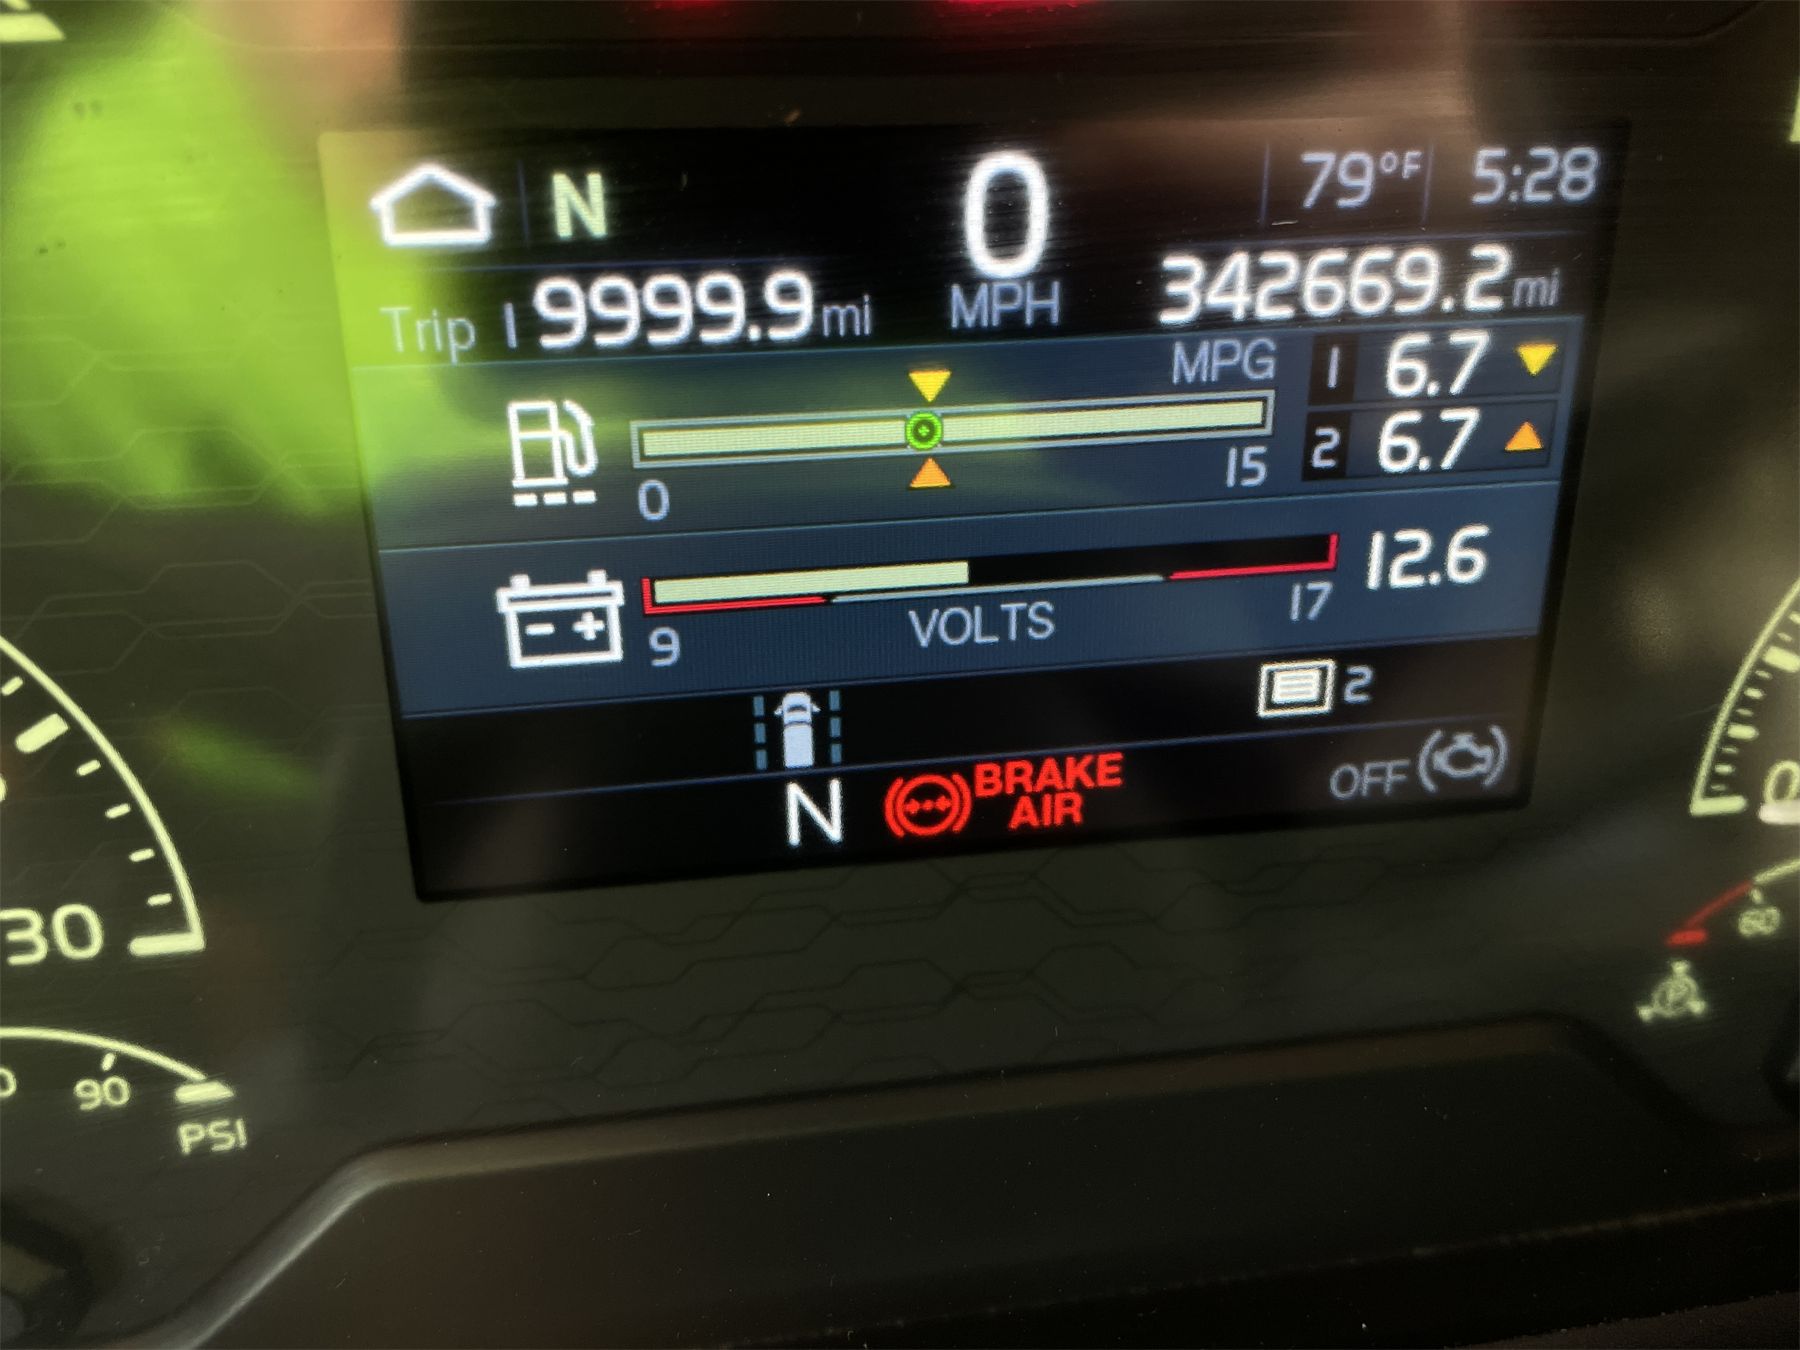 N
0
79°F
5:28
Trip 1 9999.9 mi
MPH
342669.2 mi
MPG
1 6.7
2 6.7
0
15
12.6
9
VOLTS
17
2
N
BRAKE
AIR
OFF
30
90
PSI
0
60